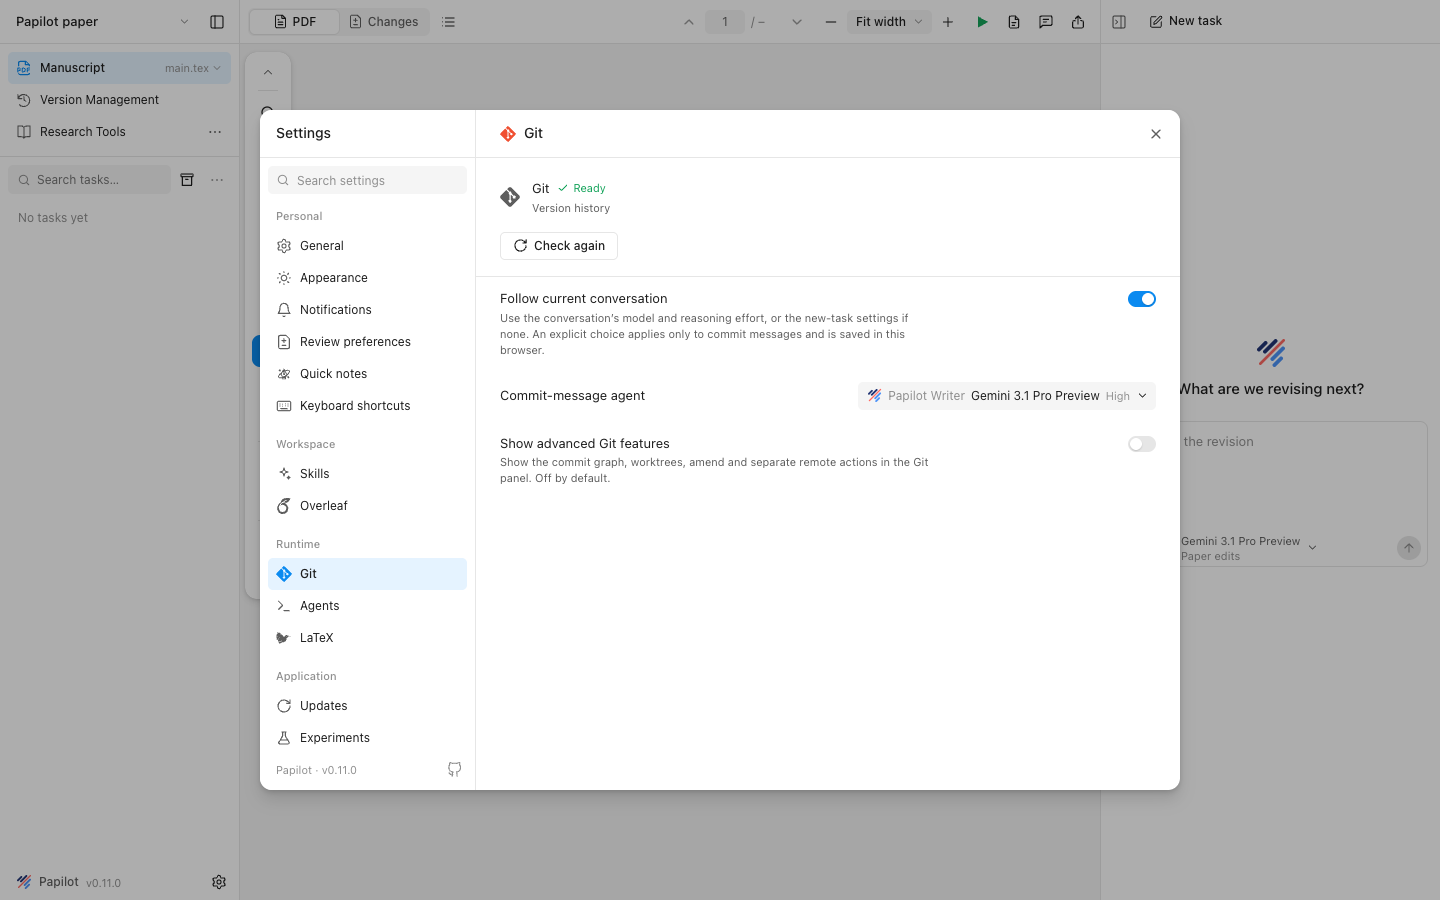 Papilot paper
PDF
Changes
1 / –
Fit width
New task
Manuscript
main.tex
Version Management
Research Tools
Search tasks...
No tasks yet
Settings
Search settings
Personal
General
Appearance
Notifications
Review preferences
Quick notes
Keyboard shortcuts
Workspace
Skills
Overleaf
Runtime
Git
Agents
LaTeX
Application
Updates
Experiments
Papilot · v0.11.0
Git
Git
Ready
Version history
Check again
Follow current conversation
Use the conversation's model and reasoning effort, or the new-task settings if
none. An explicit choice applies only to commit messages and is saved in this
browser.
Commit-message agent
Papilot Writer Gemini 3.1 Pro Preview High
Show advanced Git features
Show the commit graph, worktrees, amend and separate remote actions in the Git
panel. Off by default.
What are we revising next?
the revision
Gemini 3.1 Pro Preview
Paper edits
Papilot v0.11.0